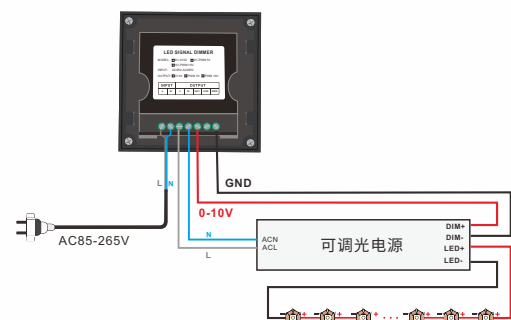 LED SIGNAL DIMMER
INPUT OUTPUT
L N
GND
0-10V
AC85-265V
N
L
ACN
ACL
可调光电源
DIM+
DIM-
LED+
LED-
- + - + - + ... - + - + - +